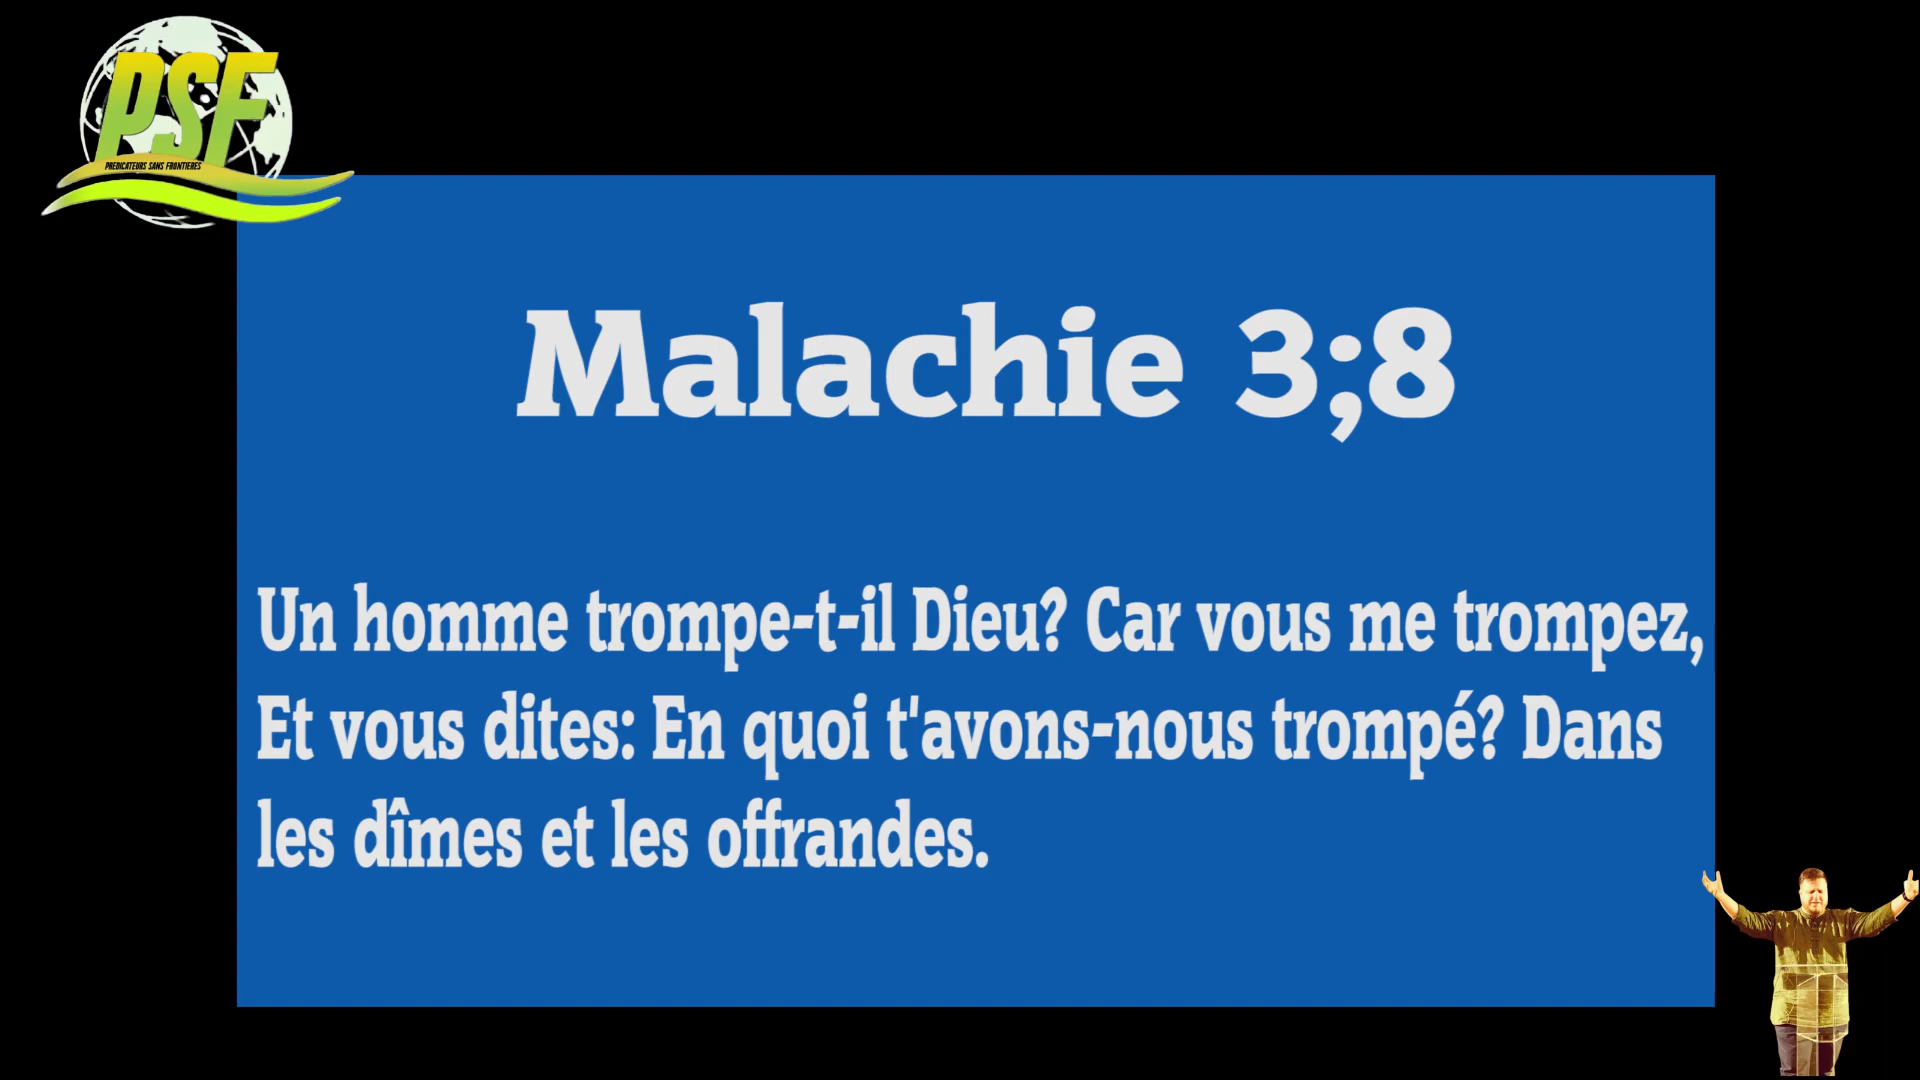 PSF
PREDICATEURS SANS FRONTIERES
Malachie 3;8
Un homme trompe-t-il Dieu? Car vous me trompez,
Et vous dites: En quoi t'avons-nous trompé? Dans
les dîmes et les offrandes.